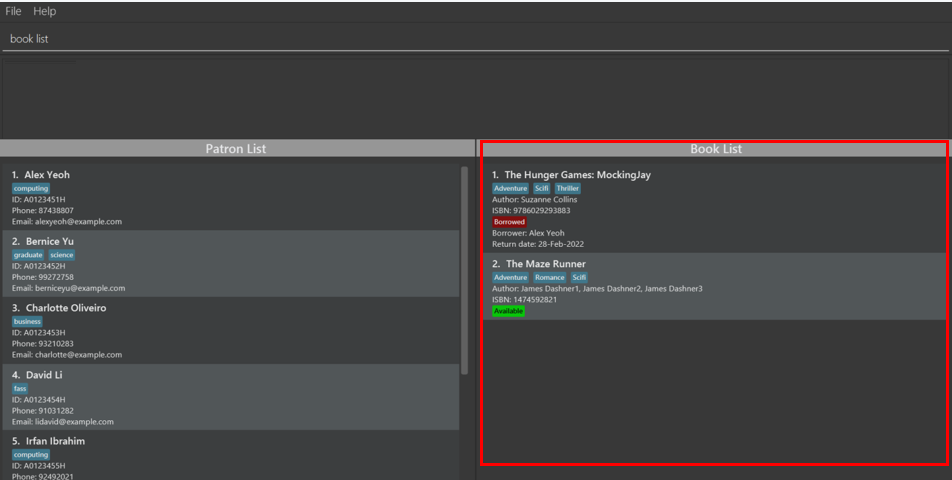 File Help
book list
Patron List
1. Alex Yeoh
computing
ID: A0123451H
Phone: 87438807
Email: alexyeoh@example.com
2. Bernice Yu
graduate science
ID: A0123452H
Phone: 99272758
Email: berniceyu@example.com
3. Charlotte Oliveiro
business
ID: A0123453H
Phone: 93210283
Email: charlotte@example.com
4. David Li
fass
ID: A0123454H
Phone: 91031282
Email: lidavid@example.com
5. Irfan Ibrahim
computing
ID: A0123455H
Phone: 92492021
Book List
1. The Hunger Games: MockingJay
Adventure Scifi Thriller
Author: Suzanne Collins
ISBN: 9786029293883
Borrowed
Borrower: Alex Yeoh
Return date: 28-Feb-2022
2. The Maze Runner
Adventure Romance Scifi
Author: James Dashner1, James Dashner2, James Dashner3
ISBN: 1474592821
Available